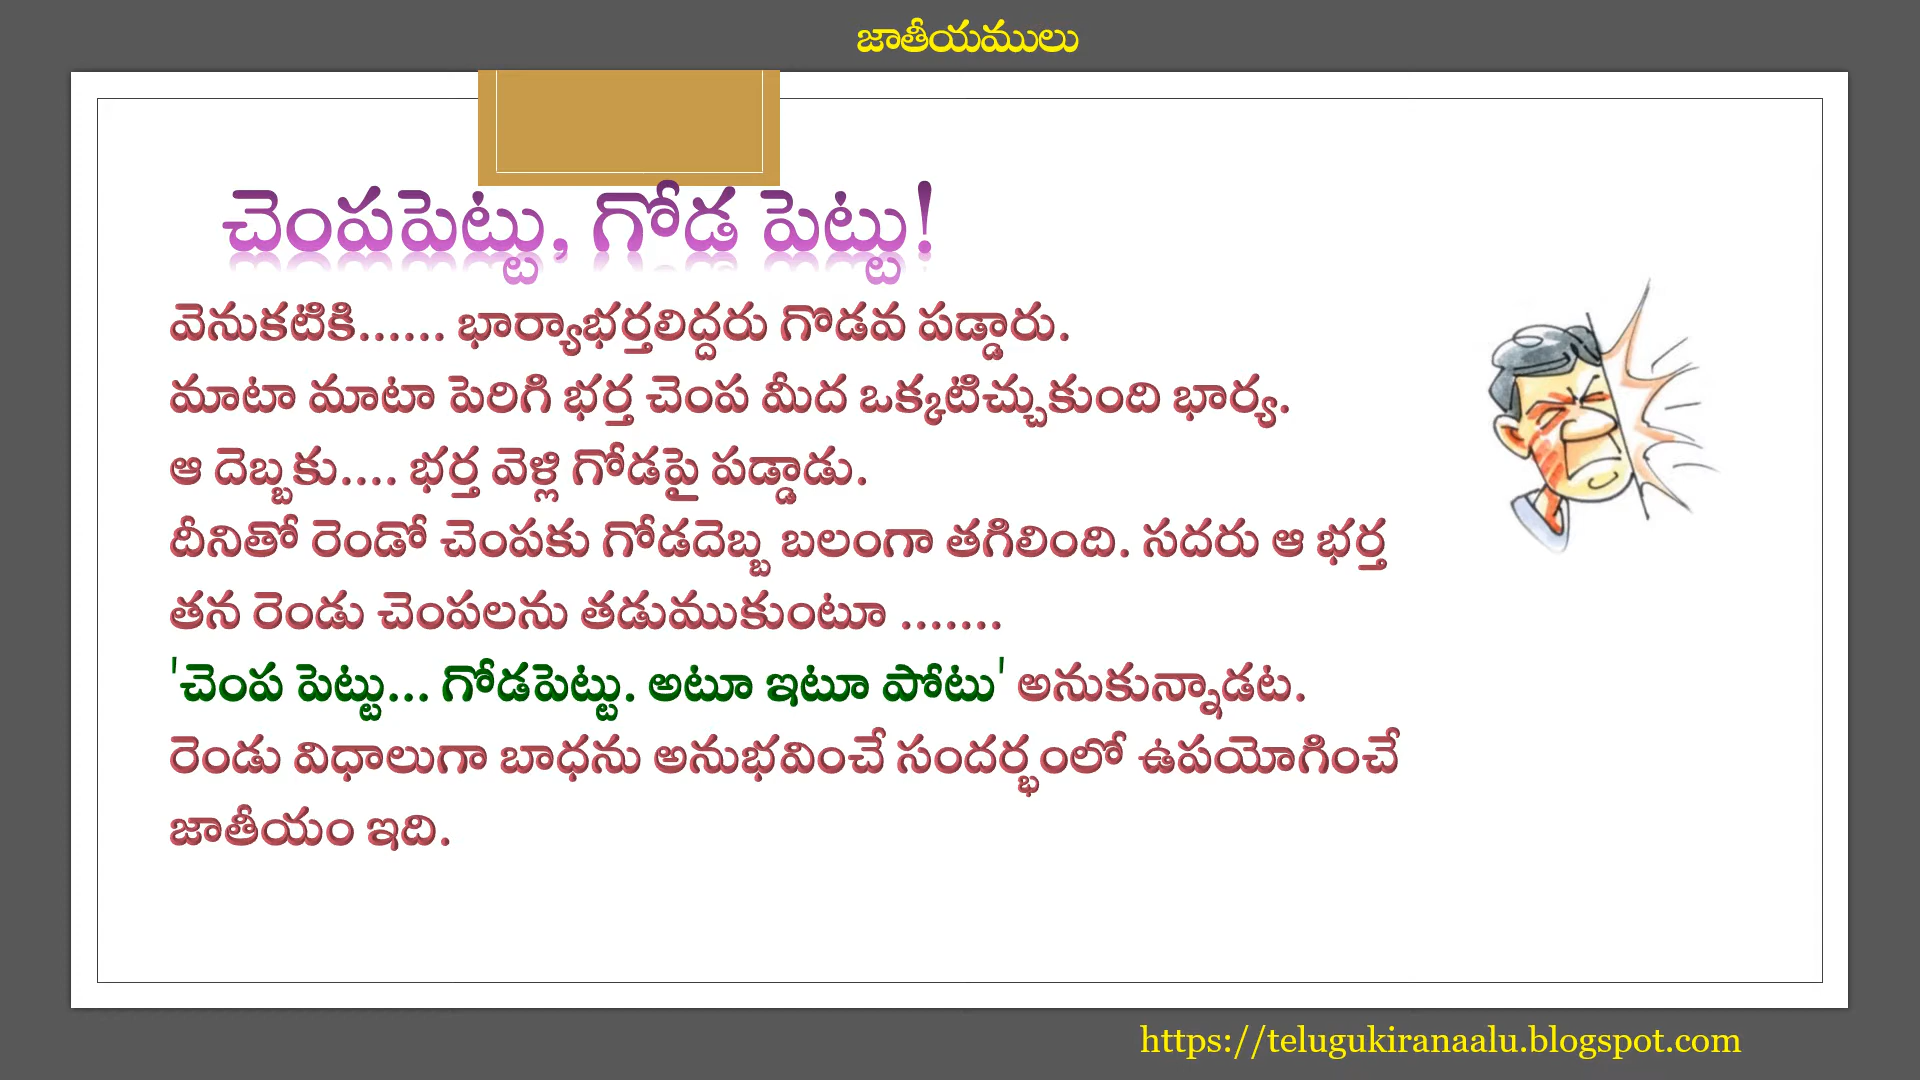 జాతీయములు
చెంపపెట్టు, గోడ పెట్టు!
వెనుకటికి...... భార్యాభర్తలిద్దరు గొడవ పడ్డారు.
మాటా మాటా పెరిగి భర్త చెంప మీద ఒక్కటిచ్చుకుంది భార్య.
ఆ దెబ్బకు.... భర్త వెళ్లి గోడపై పడ్డాడు.
దీనితో రెండో చెంపకు గోడదెబ్బ బలంగా తగిలింది. సదరు ఆ భర్త
తన రెండు చెంపలను తడుముకుంటూ .......
'చెంప పెట్టు... గోడపెట్టు. అటూ ఇటూ పోటు' అనుకున్నాడట.
రెండు విధాలుగా బాధను అనుభవించే సందర్భంలో ఉపయోగించే
జాతీయం ఇది.
https://telugukiranaalu.blogspot.com